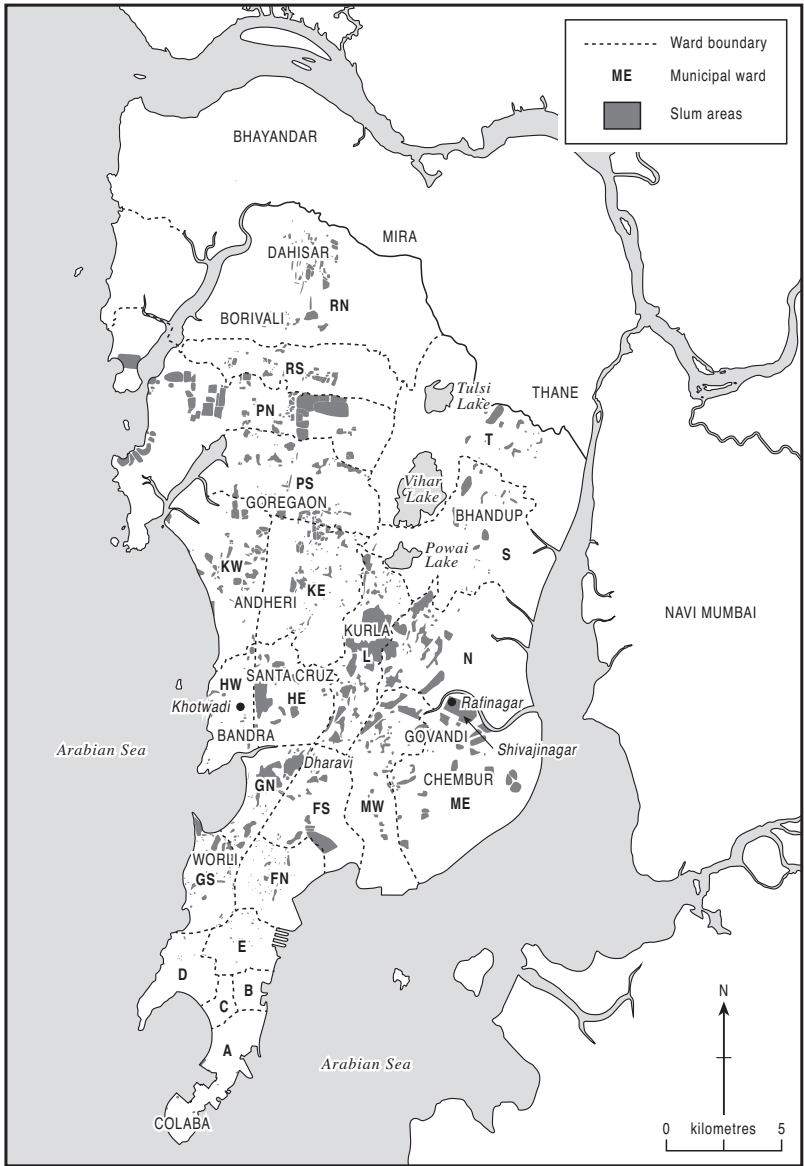 Ward boundary
ME Municipal ward
Slum areas
BHAYANDAR
MIRA
DAHISAR
RN
BORIVALI
RS
Tulsi
Lake
THANE
PN
T
PS
Vihar
Lake
GOREGAON
BHANDUP
Powai
Lake
S
KW
KE
ANDHERI
NAVI MUMBAI
KURLA
L
N
SANTA CRUZ
HW
HE
Khotwadi
Rafinagar
BANDRA
GOVANDI
Shivajinagar
Arabian Sea
Dharavi
CHEMBUR
GN
FS
MW
ME
WORLI
GS
FN
E
D
B
C
A
N
Arabian Sea
COLABA
0 kilometres 5